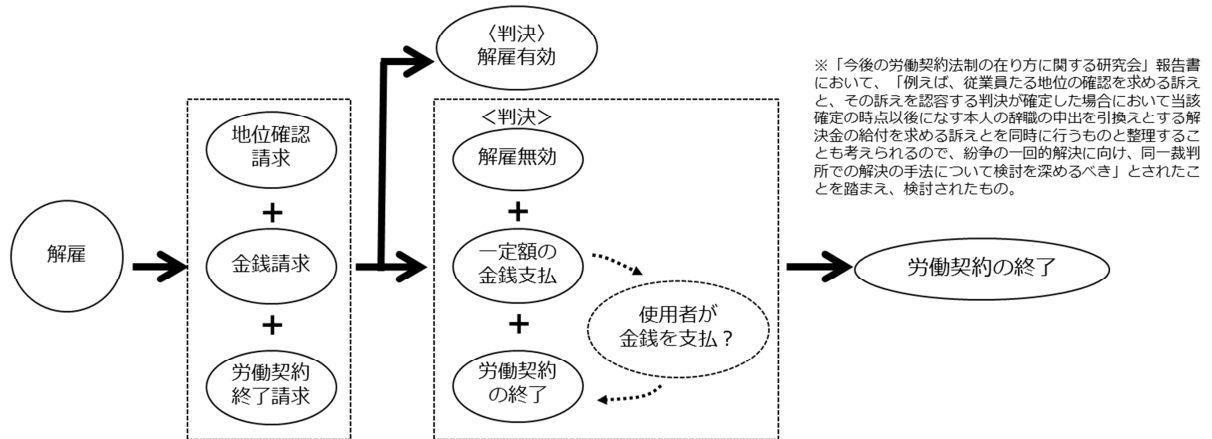 解雇
地位確認
請求
+
金銭請求
+
労働契約
終了請求
〈判決〉
解雇有効
<判決>
解雇無効
+
一定額の
金銭支払
+
労働契約
の終了
使用者が
金銭を支払？
労働契約の終了
※「今後の労働契約法制の在り方に関する研究会」報告書
において、「例えば、従業員たる地位の確認を求める訴え
と、その訴えを認容する判決が確定した場合において当該
確定の時点以後になす本人の辞職の申出を引換えとする解
決金の給付を求める訴えとを同時に行うものと整理するこ
とも考えられるので、紛争の一回的解決に向け、同一裁判
所での解決の手法について検討を深めるべき」とされたこ
とを踏まえ、検討されたもの。